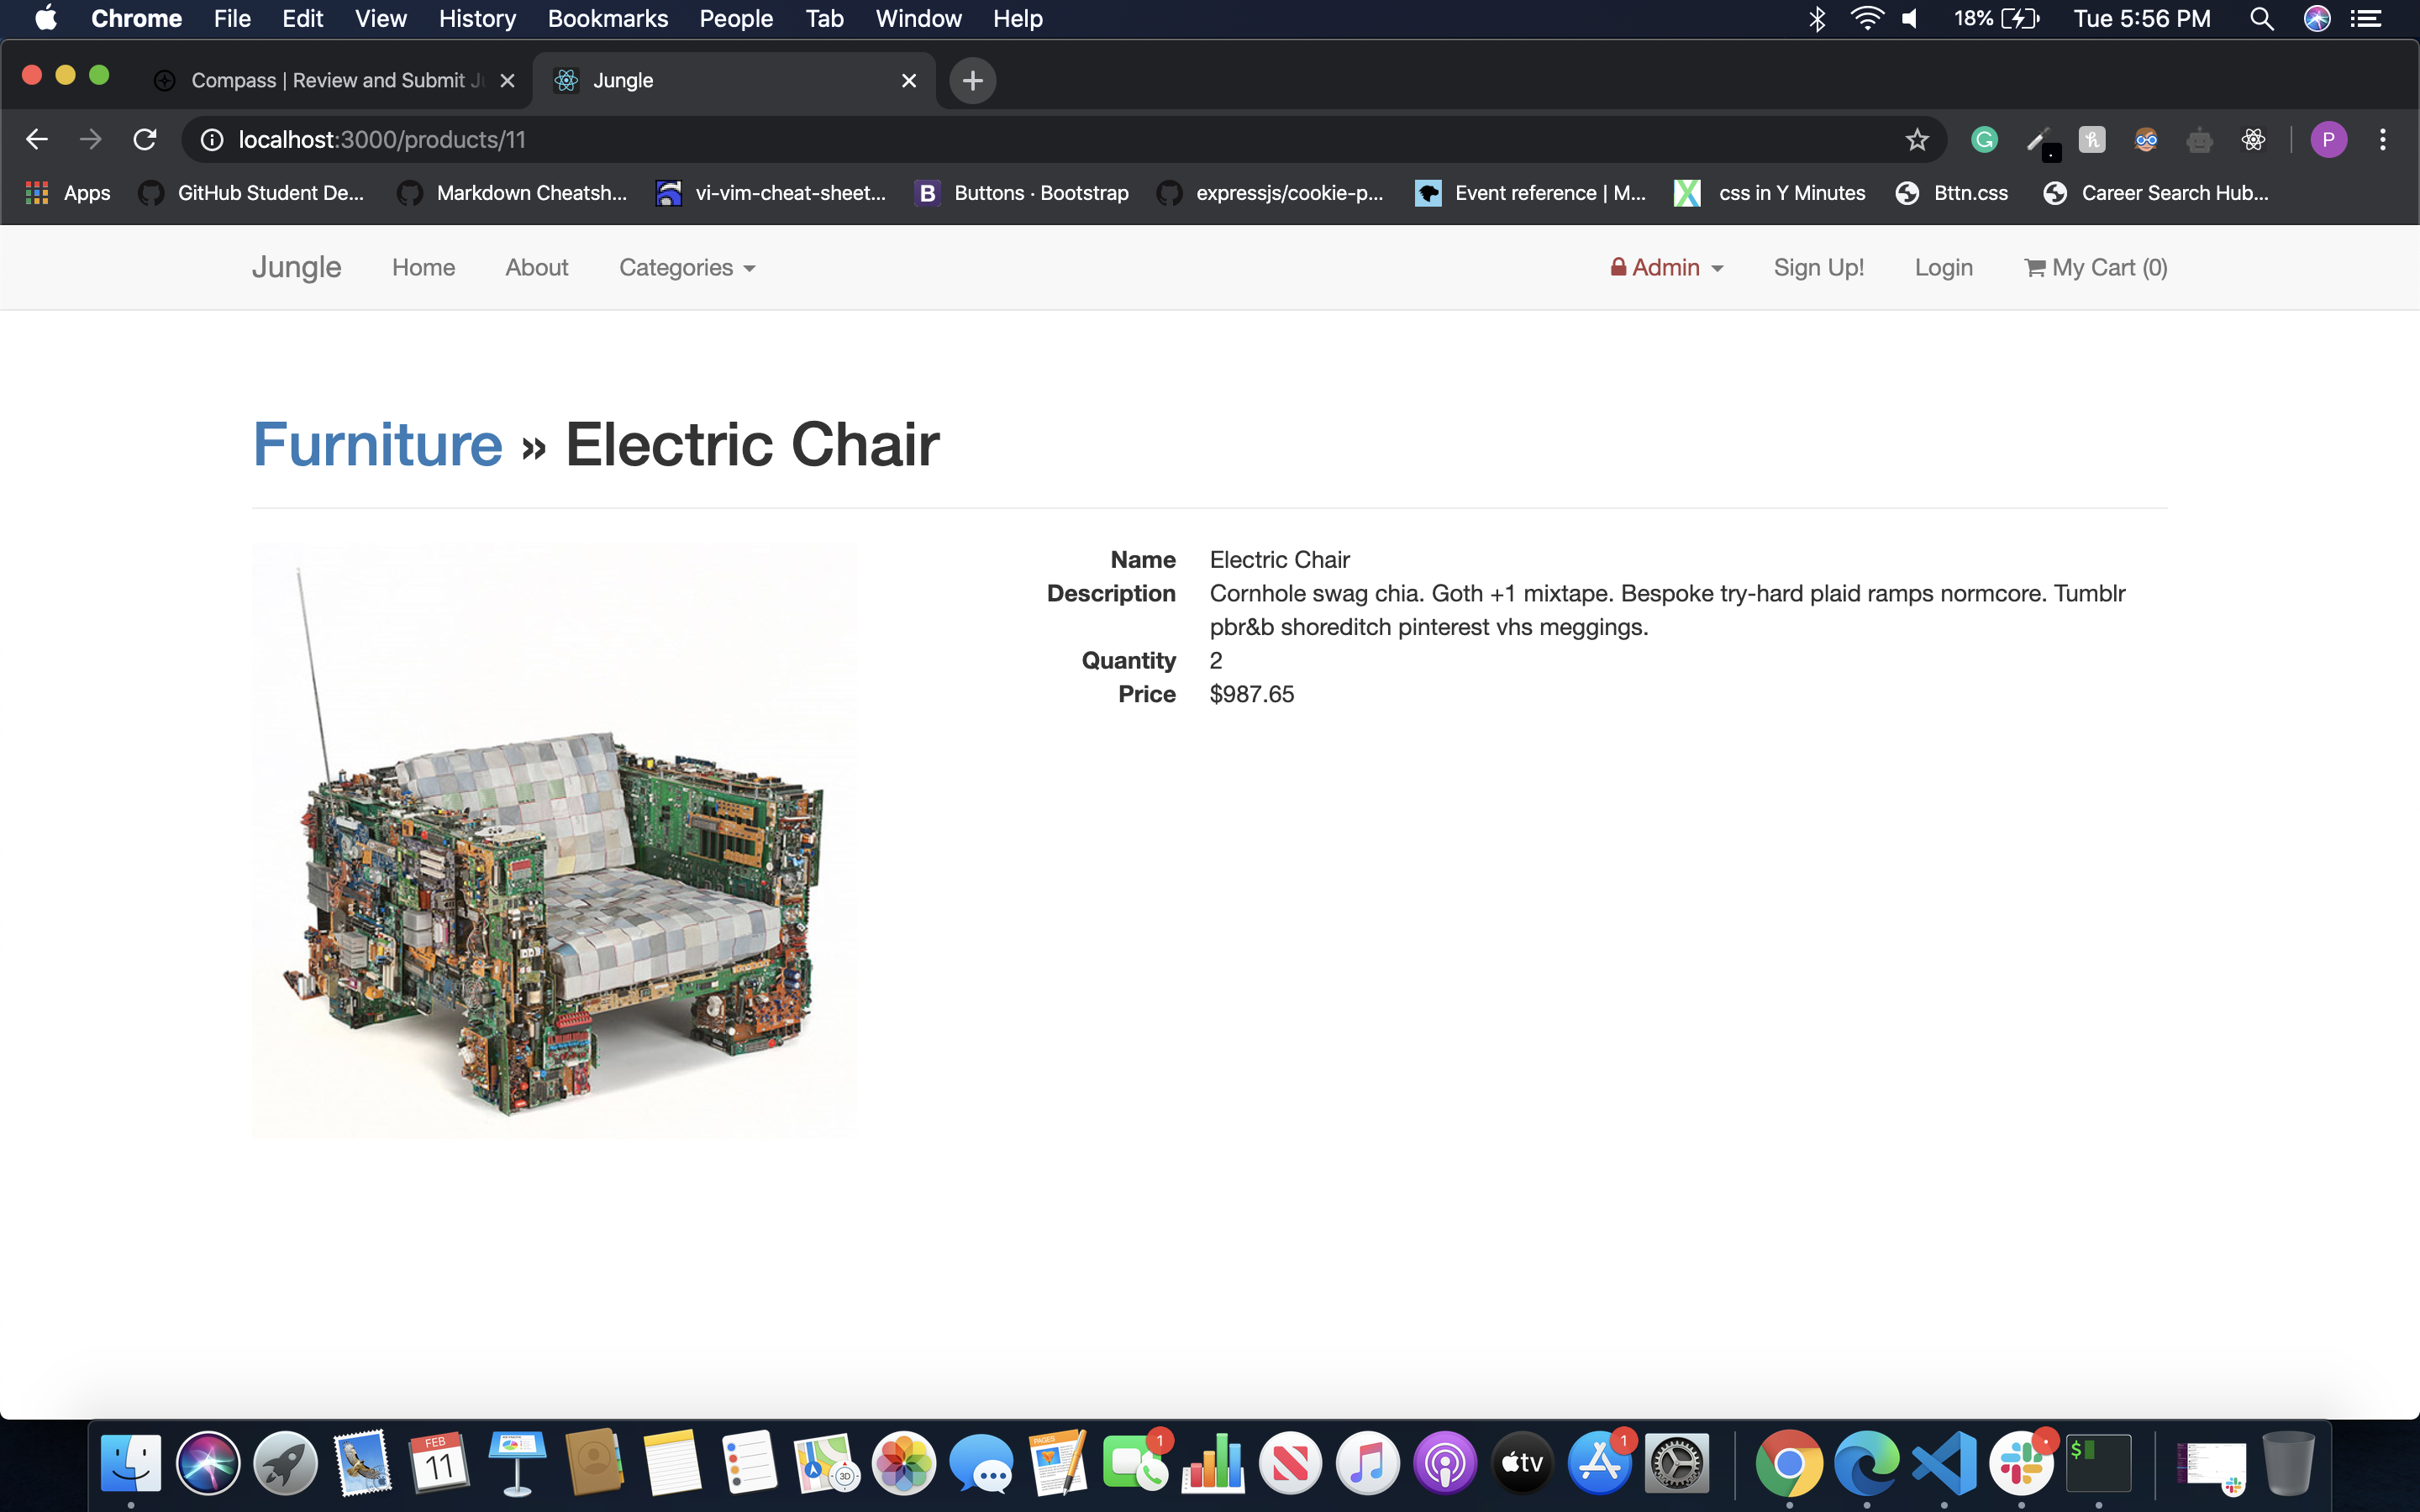 Chrome File Edit View History Bookmarks People Tab Window Help 18% Tue 5:56 PM
Compass | Review and Submit Ju Jungle
localhost:3000/products/11 P
Apps GitHub Student De... Markdown Cheatsh... vi-vim-cheat-sheet... B Buttons · Bootstrap expressjs/cookie-p... Event reference | M... css in Y Minutes Bttn.css Career Search Hub...
Jungle Home About Categories Admin Sign Up! Login My Cart (0)
Furniture » Electric Chair
Name Electric Chair
Description Cornhole swag chia. Goth +1 mixtape. Bespoke try-hard plaid ramps normcore. Tumblr
pbr&b shoreditch pinterest vhs meggings.
Quantity 2
Price $987.65
FEB
11
3D
PAGES
1
tv
1
$